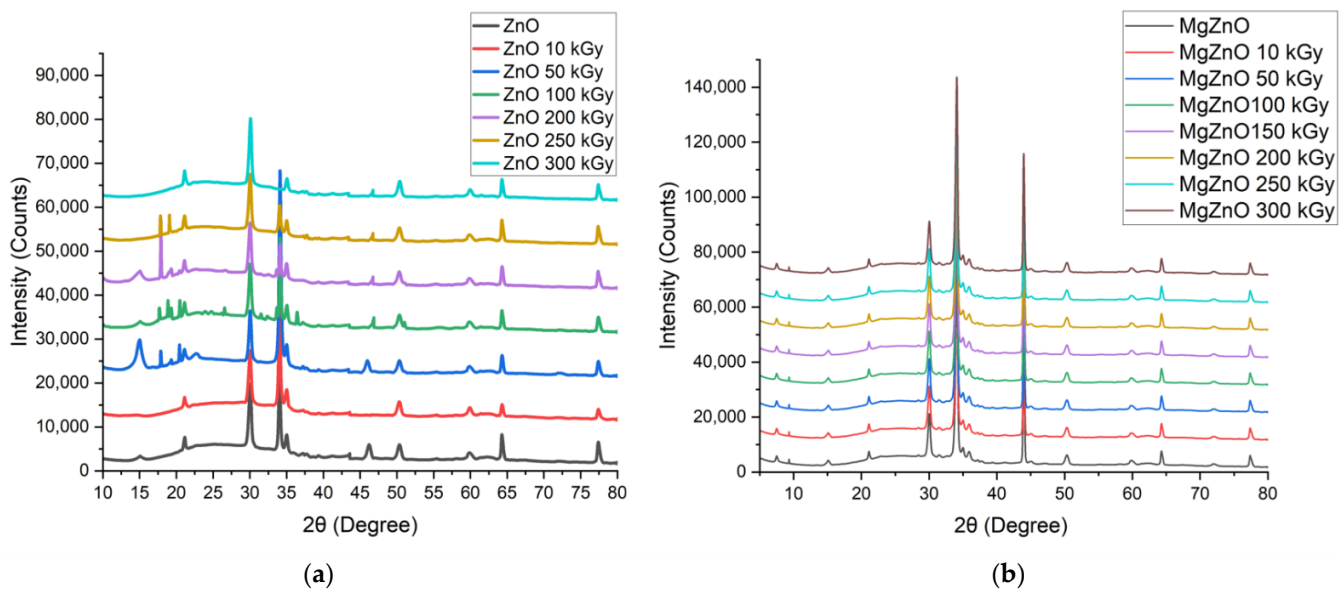 ZnO
ZnO 10 kGy
ZnO 50 kGy
ZnO 100 kGy
ZnO 200 kGy
ZnO 250 kGy
ZnO 300 kGy
90,000
80,000
70,000
60,000
50,000
40,000
30,000
20,000
10,000
0
Intensity (Counts)
10 15 20 25 30 35 40 45 50 55 60 65 70 75 80
2θ (Degree)
(a)
MgZnO
MgZnO 10 kGy
MgZnO 50 kGy
MgZnO100 kGy
MgZnO150 kGy
MgZnO 200 kGy
MgZnO 250 kGy
MgZnO 300 kGy
140,000
120,000
100,000
80,000
60,000
40,000
20,000
0
Intensity (Counts)
10 20 30 40 50 60 70 80
2θ (Degree)
(b)